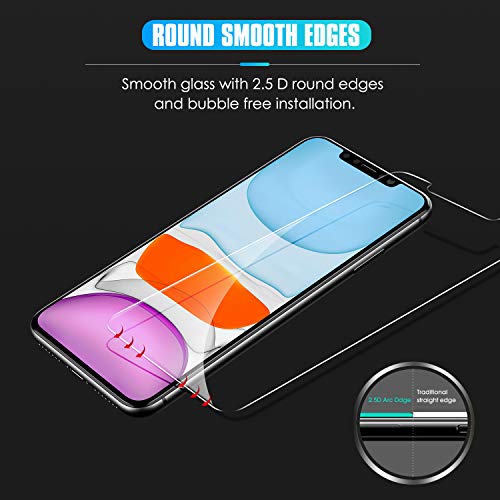 ROUND SMOOTH EDGES
Smooth glass with 2.5 D round edges
and bubble free installation.
2.5D Arc Ddge
Traditional
straight edge